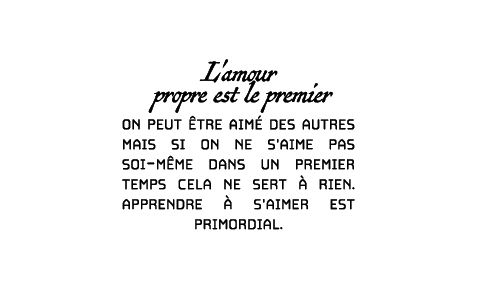 L'amour
propre est le premier
ON PEUT ÊTRE AIMÉ DES AUTRES
MAIS SI ON NE S'AIME PAS
SOI-MÊME DANS UN PREMIER
TEMPS CELA NE SERT À RIEN.
APPRENDRE À S'AIMER EST
PRIMORDIAL.